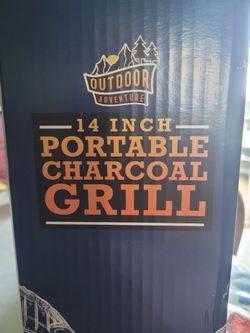 OUTDOOR
ADVENTURE
14 INCH
PORTABLE
CHARCOAL
GRILL